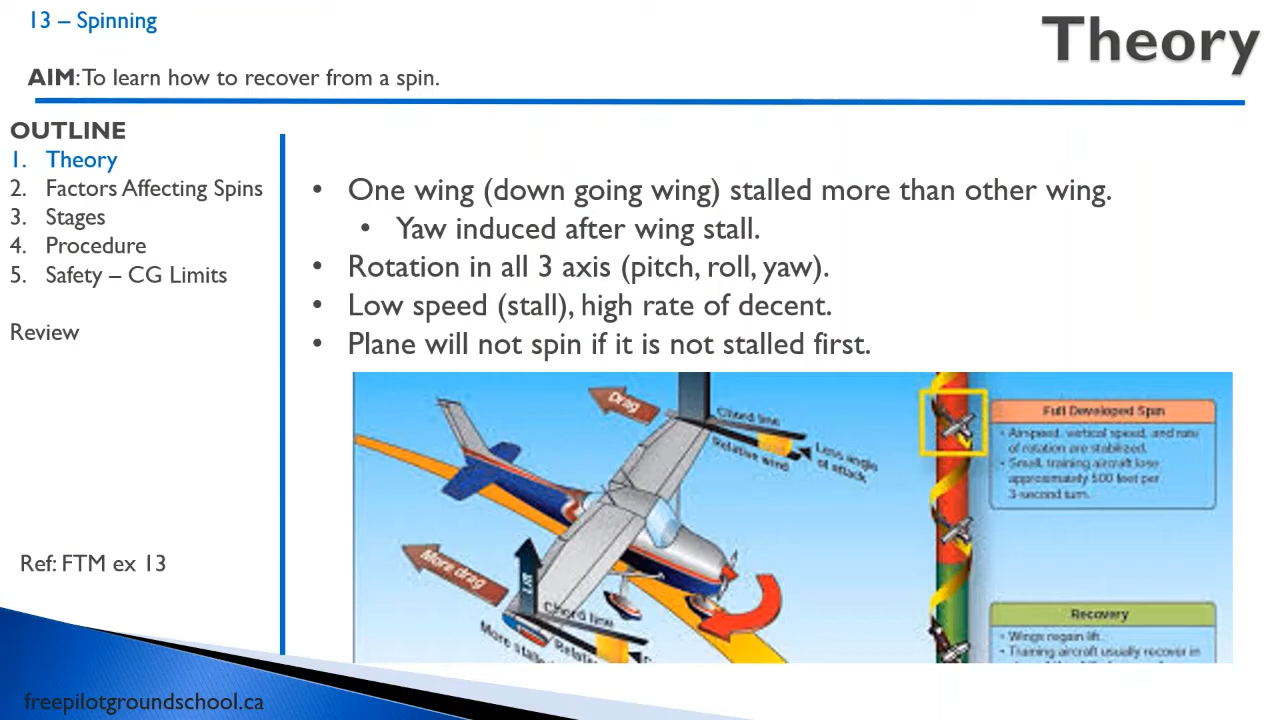 13 – Spinning
Theory
AIM: To learn how to recover from a spin.
OUTLINE
1. Theory
2. Factors Affecting Spins
3. Stages
4. Procedure
5. Safety – CG Limits
Review
Ref: FTM ex 13
freepilotgroundschool.ca
• One wing (down going wing) stalled more than other wing.
• Yaw induced after wing stall.
• Rotation in all 3 axis (pitch, roll, yaw).
• Low speed (stall), high rate of decent.
• Plane will not spin if it is not stalled first.
Drag
Chord line
Relative wind
Less angle
of attack
More drag
Lift
Chord line
More stalled
Full Developed Spin
• Airspeed, vertical speed, and rate
of rotation are stabilized.
• Small, training aircraft lose
approximately 500 feet per
3-second turn.
Recovery
• Wings regain lift.
• Training aircraft usually recover in